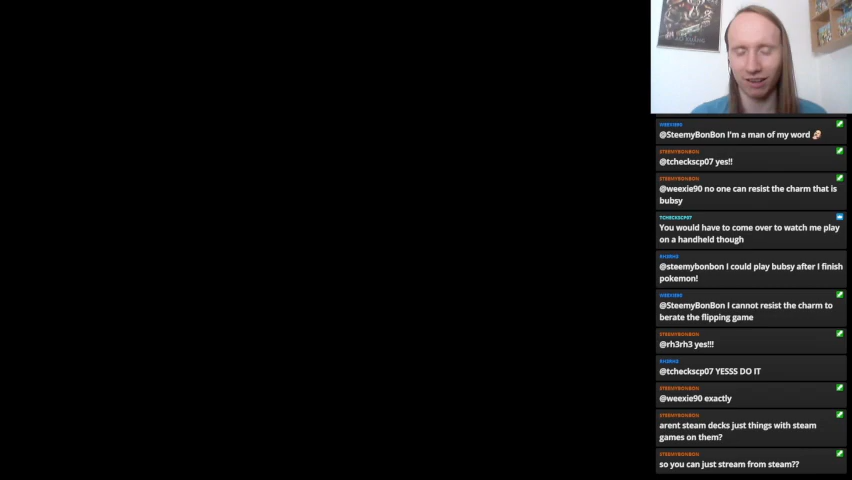 WEEXIE90
@SteemyBonBon I'm a man of my word
STEEMYBONBON
@tcheckscp07 yes!!
STEEMYBONBON
@weexie90 no one can resist the charm that is
bubsy
TCHECKSCP07
You would have to come over to watch me play
on a handheld though
RH3RH3
@steemybonbon I could play bubsy after I finish
pokemon!
WEEXIE90
@SteemyBonBon I cannot resist the charm to
berate the flipping game
STEEMYBONBON
@rh3rh3 yes!!!
RH3RH3
@tcheckscp07 YESSS DO IT
STEEMYBONBON
@weexie90 exactly
STEEMYBONBON
arent steam decks just things with steam
games on them?
STEEMYBONBON
so you can just stream from steam??